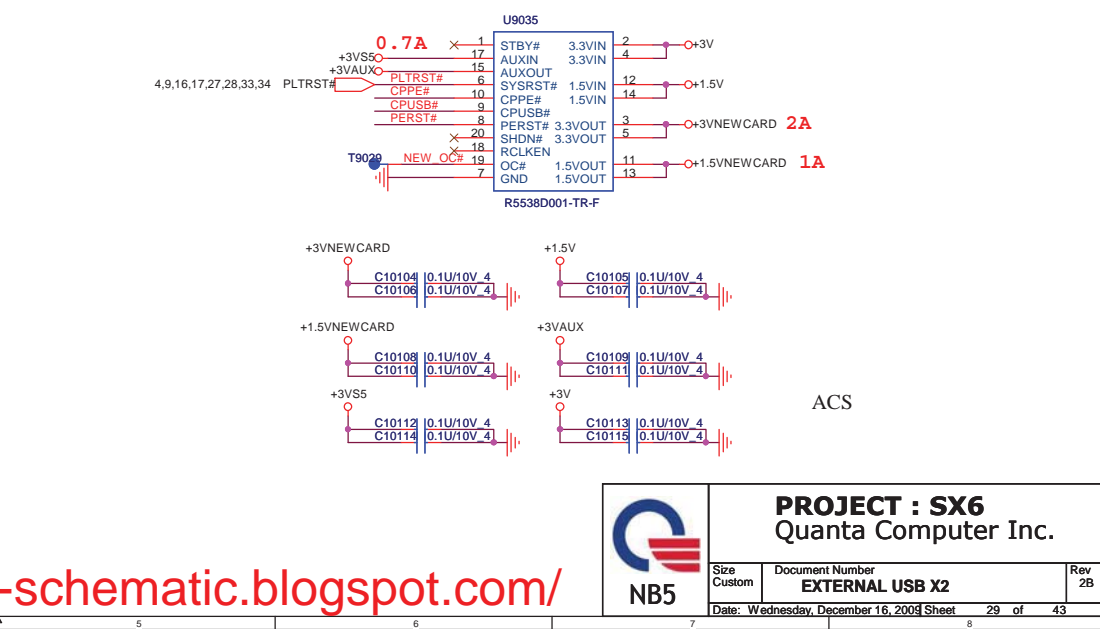 U9035
0.7A
1 STBY# 3.3VIN 2 +3V
+3VS5 17 AUXIN 3.3VIN 4
+3VAUX 15 AUXOUT
4,9,16,17,27,28,33,34 PLTRST# PLTRST# 6 SYSRST# 1.5VIN 12 +1.5V
CPPE# 10 CPPE# 1.5VIN 14
CPUSB# 9 CPUSB#
PERST# 8 PERST# 3.3VOUT 3 +3VNEWCARD 2A
20 SHDN# 3.3VOUT 5
18 RCLKEN
T9029 NEW_OC# 19 OC# 1.5VOUT 11 +1.5VNEWCARD 1A
7 GND 1.5VOUT 13
R5538D001-TR-F
+3VNEWCARD +1.5V
C10104 0.1U/10V_4 C10105 0.1U/10V_4
C10106 0.1U/10V_4 C10107 0.1U/10V_4
+1.5VNEWCARD +3VAUX
C10108 0.1U/10V_4 C10109 0.1U/10V_4
C10110 0.1U/10V_4 C10111 0.1U/10V_4
+3VS5 +3V
C10112 0.1U/10V_4 C10113 0.1U/10V_4
C10114 0.1U/10V_4 C10115 0.1U/10V_4
ACS
PROJECT : SX6
Quanta Computer Inc.
NB5
Size Document Number Rev
Custom EXTERNAL USB X2 2B
Date: Wednesday, December 16, 2009 Sheet 29 of 43
-schematic.blogspot.com/
5 6 7 8